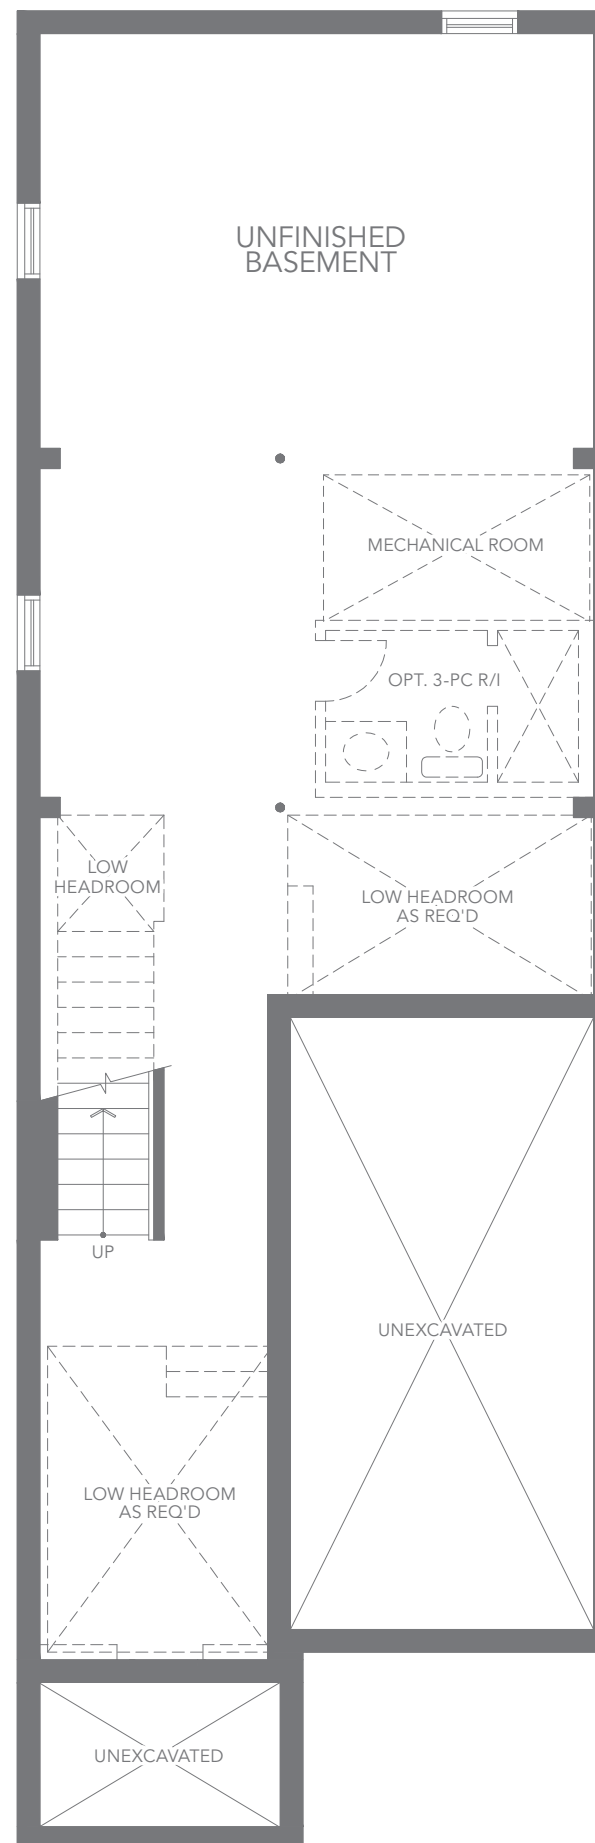 UNFINISHED
BASEMENT
MECHANICAL ROOM
OPT. 3-PC R/I
LOW
HEADROOM
LOW HEADROOM
AS REQ'D
UP
UNEXCAVATED
LOW HEADROOM
AS REQ'D
UNEXCAVATED